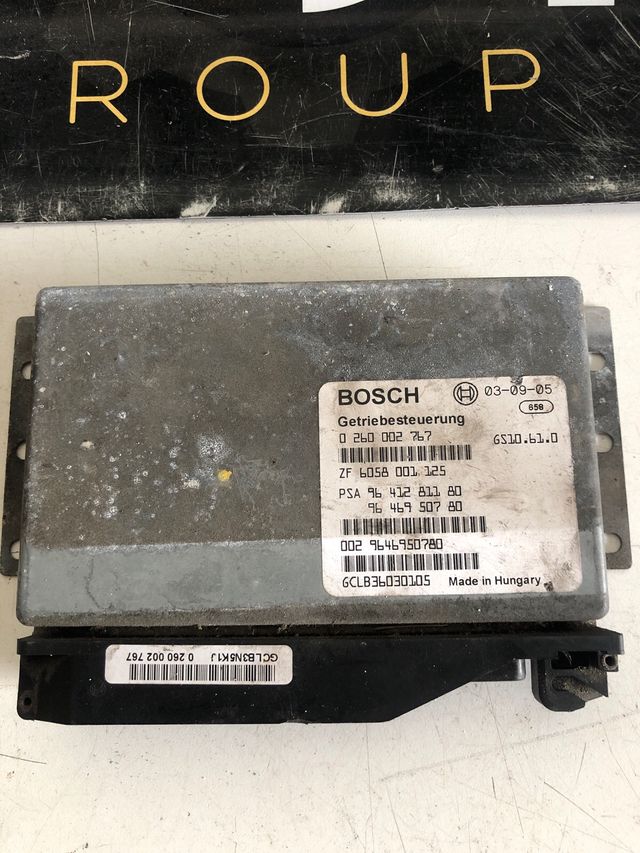 ROUP
BOSCH 03-09-05
658
Getriebesteuerung
0 260 002 767 GS10.61.0
ZF 6058 001 125
PSA 96 412 811 80
96 469 507 80
002 9646950780
GCLB36030105 Made in Hungary
GCLB3N5K1J
0 260 002 767